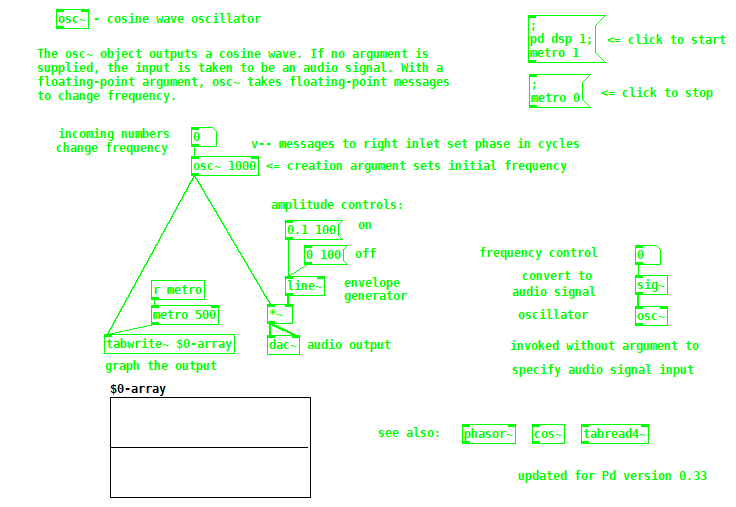 osc~ - cosine wave oscillator
The osc~ object outputs a cosine wave. If no argument is
supplied, the input is taken to be an audio signal. With a
floating-point argument, osc~ takes floating-point messages
to change frequency.
;
pd dsp 1;
metro 1
<= click to start
;
metro 0
<= click to stop
incoming numbers
change frequency
0
v-- messages to right inlet set phase in cycles
osc~ 1000 <= creation argument sets initial frequency
amplitude controls:
0.1 100 on
0 100 off
line~
envelope
generator
r metro
metro 500
*~
tabwrite~ $0-array
dac~ audio output
graph the output
$0-array
frequency control 0
convert to
audio signal
sig~
oscillator osc~
invoked without argument to
specify audio signal input
see also: phasor~ cos~ tabread4~
updated for Pd version 0.33